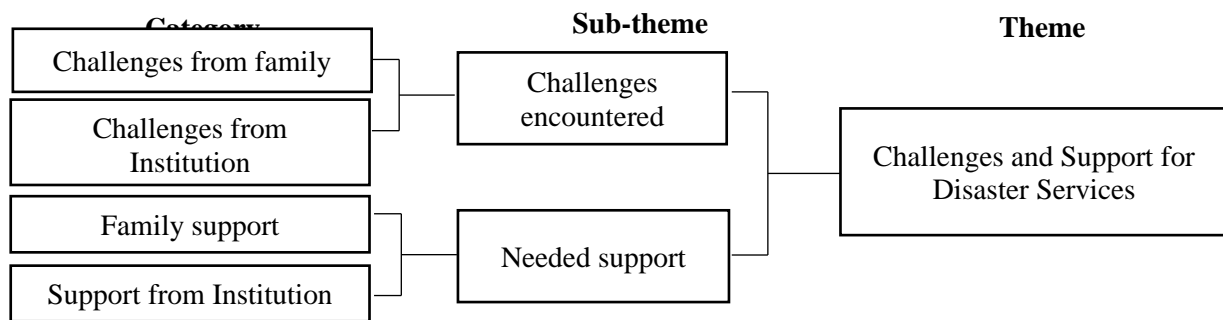 Category
Sub-theme
Theme
Challenges from family
Challenges from
Institution
Family support
Support from Institution
Challenges
encountered
Needed support
Challenges and Support for
Disaster Services